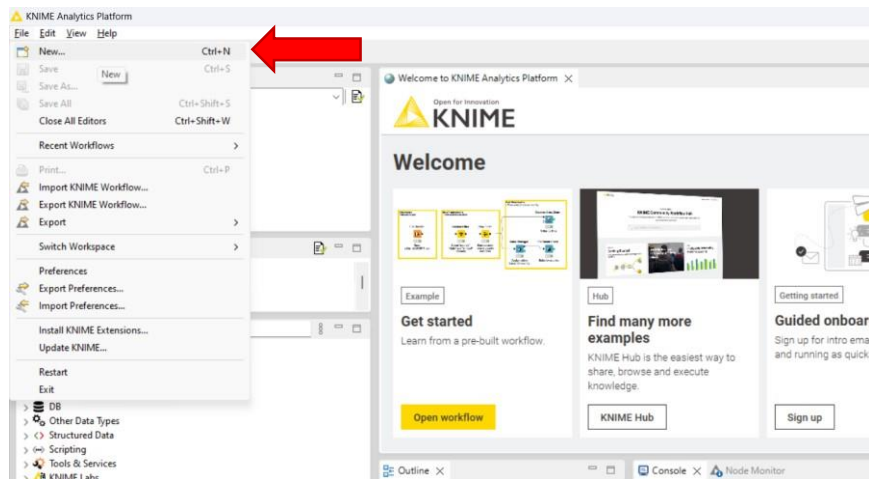 KNIME Analytics Platform
File Edit View Help
New... Ctrl+N
Save Ctrl+S
New
Save As...
Save All Ctrl+Shift+S
Close All Editors Ctrl+Shift+W
Recent Workflows
Print... Ctrl+P
Import KNIME Workflow...
Export KNIME Workflow...
Export
Switch Workspace
Preferences
Export Preferences...
Import Preferences...
Install KNIME Extensions...
Update KNIME...
Restart
Exit
DB
Other Data Types
Structured Data
Scripting
Tools & Services
KNIME Labs
Welcome to KNIME Analytics Platform
Open for Innovation
KNIME
Welcome
Example
Get started
Learn from a pre-built workflow.
Open workflow
Hub
Find many more
examples
KNIME Hub is the easiest way to
share, browse and execute
knowledge.
KNIME Hub
Getting started
Guided onboar
Sign up for intro ema
and running as quick
Sign up
Outline
Console
Node Monitor